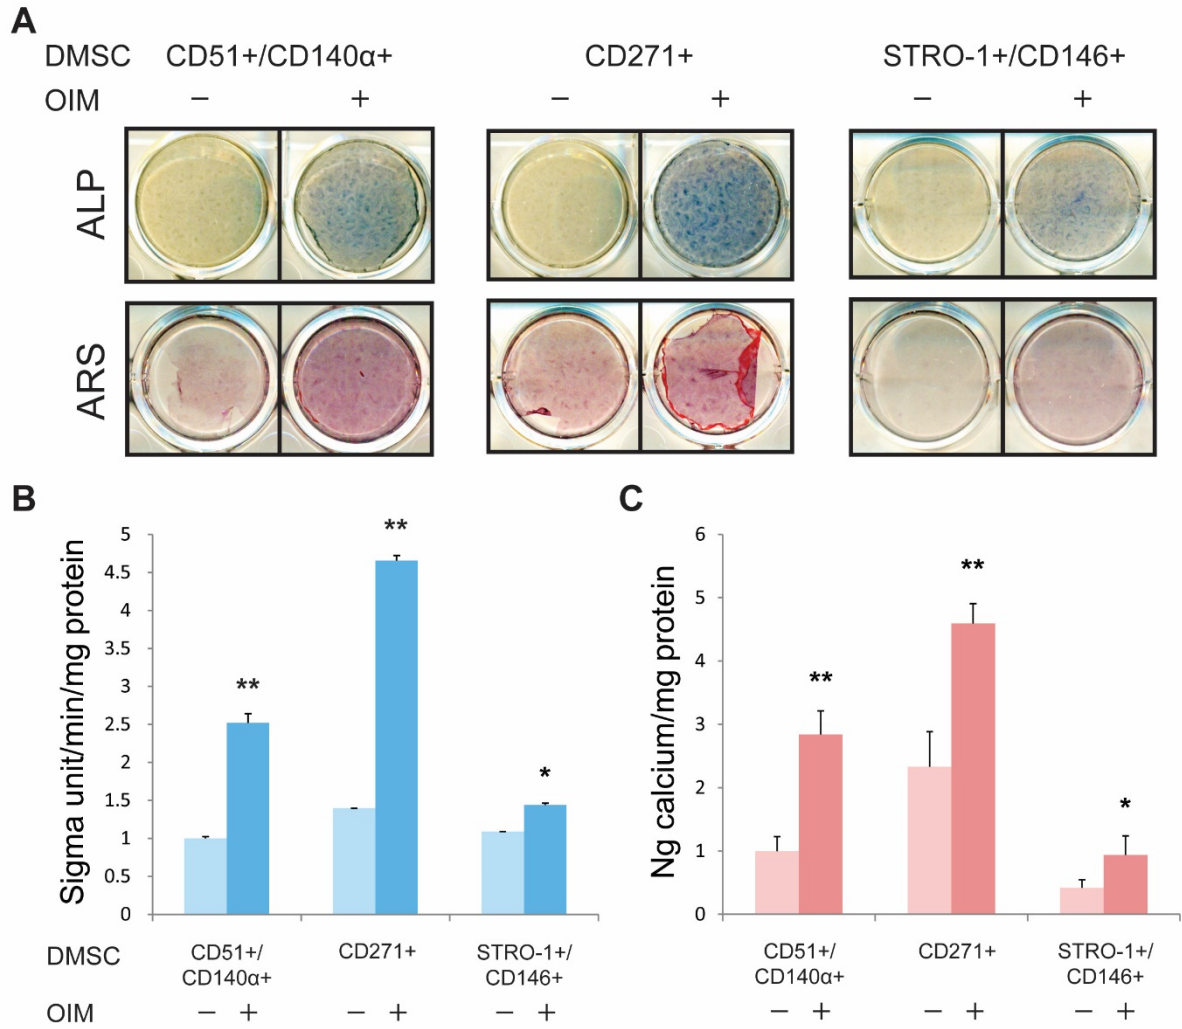 A
DMSC CD51+/CD140α+ CD271+ STRO-1+/CD146+
OIM − + − + − +
ALP
ARS
B
Sigma unit/min/mg protein
5
4.5
4
3.5
3
2.5
2
1.5
1
0.5
0
**
**
*
DMSC CD51+/ CD271+ STRO-1+/
CD140α+ CD146+
OIM − + − + − +
C
Ng calcium/mg protein
6
5
4
3
2
1
0
**
**
*
CD51+/ CD271+ STRO-1+/
CD140α+ CD146+
− + − + − +